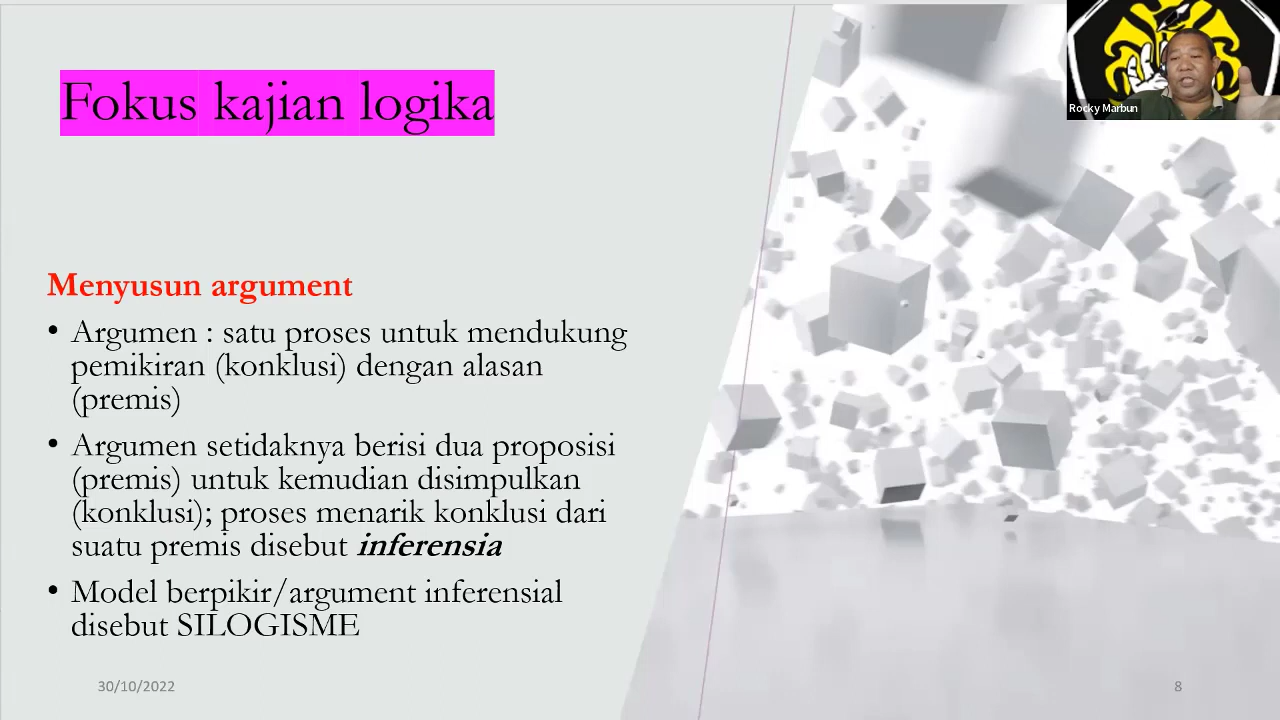 Fokus kajian logika
Rocky Marbun
Menyusun argument
• Argumen : satu proses untuk mendukung
pemikiran (konklusi) dengan alasan
(premis)
• Argumen setidaknya berisi dua proposisi
(premis) untuk kemudian disimpulkan
(konklusi); proses menarik konklusi dari
suatu premis disebut inferensia
• Model berpikir/argument inferensial
disebut SILOGISME
30/10/2022
8